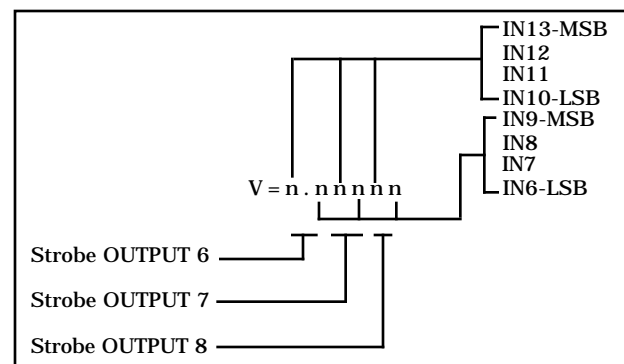 IN13-MSB
IN12
IN11
IN10-LSB
IN9-MSB
IN8
IN7
IN6-LSB
V = n . n n n n n
Strobe OUTPUT 6
Strobe OUTPUT 7
Strobe OUTPUT 8